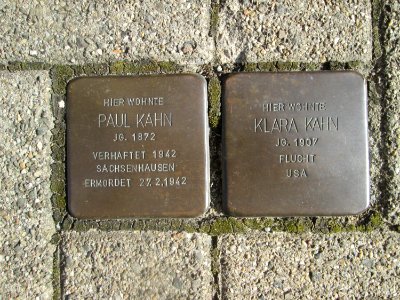 HIER WOHNTE
PAUL KAHN
JG. 1872
VERHAFTET 1942
SACHSENHAUSEN
ERMORDET 27.2.1942
HIER WOHNTE
KLARA KAHN
JG. 1907
FLUCHT
USA